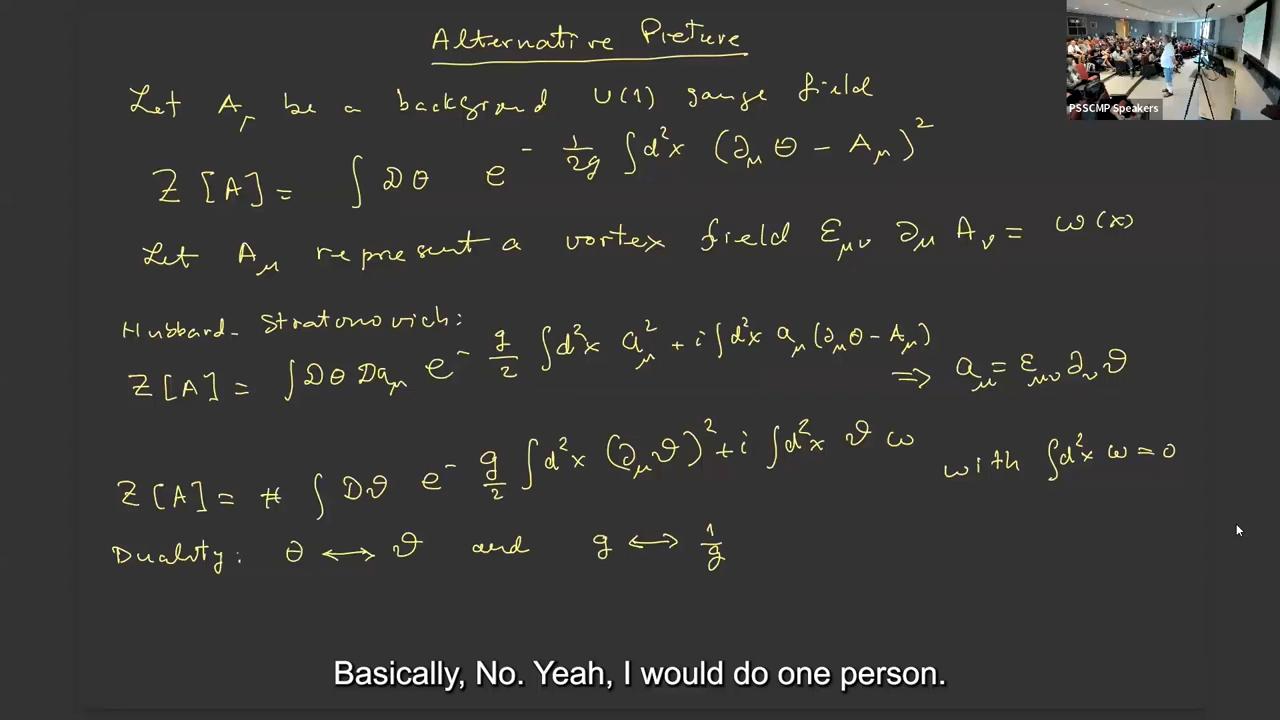 Alternative Picture
PSSCMP Speakers
Let A_μ be a backgrond U(1) gauge field
Z[A] = ∫ Dθ e^{- 1/2g ∫d²x (∂_μ θ - A_μ)²}
Let A_μ represent a vortex field ε_μν ∂_μ A_ν = ω(x)
Hubbard-Stratonovich:
Z[A] = ∫ Dθ Da_μ e^{- g/2 ∫d²x a_μ² + i∫d²x a_μ(∂_μθ - A_μ)} ⇒ a_μ = ε_μν ∂_ν ϑ
Z[A] = # ∫ Dϑ e^{- g/2 ∫d²x (∂_μϑ)² + i ∫d²x ϑ ω} with ∫d²x ω = 0
Duality: θ ⟷ ϑ and g ⟷ 1/g
Basically, No. Yeah, I would do one person.